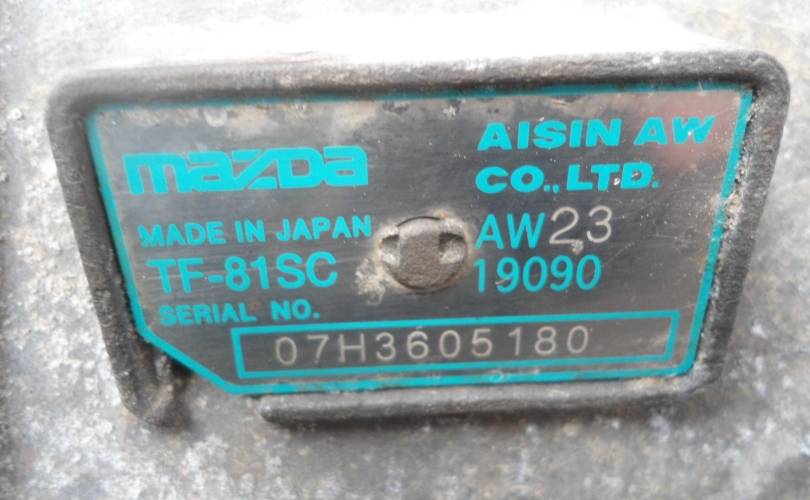 mazda
AISIN AW
CO., LTD.
MADE IN JAPAN
AW23
TF-81SC
19090
SERIAL NO.
07H3605180